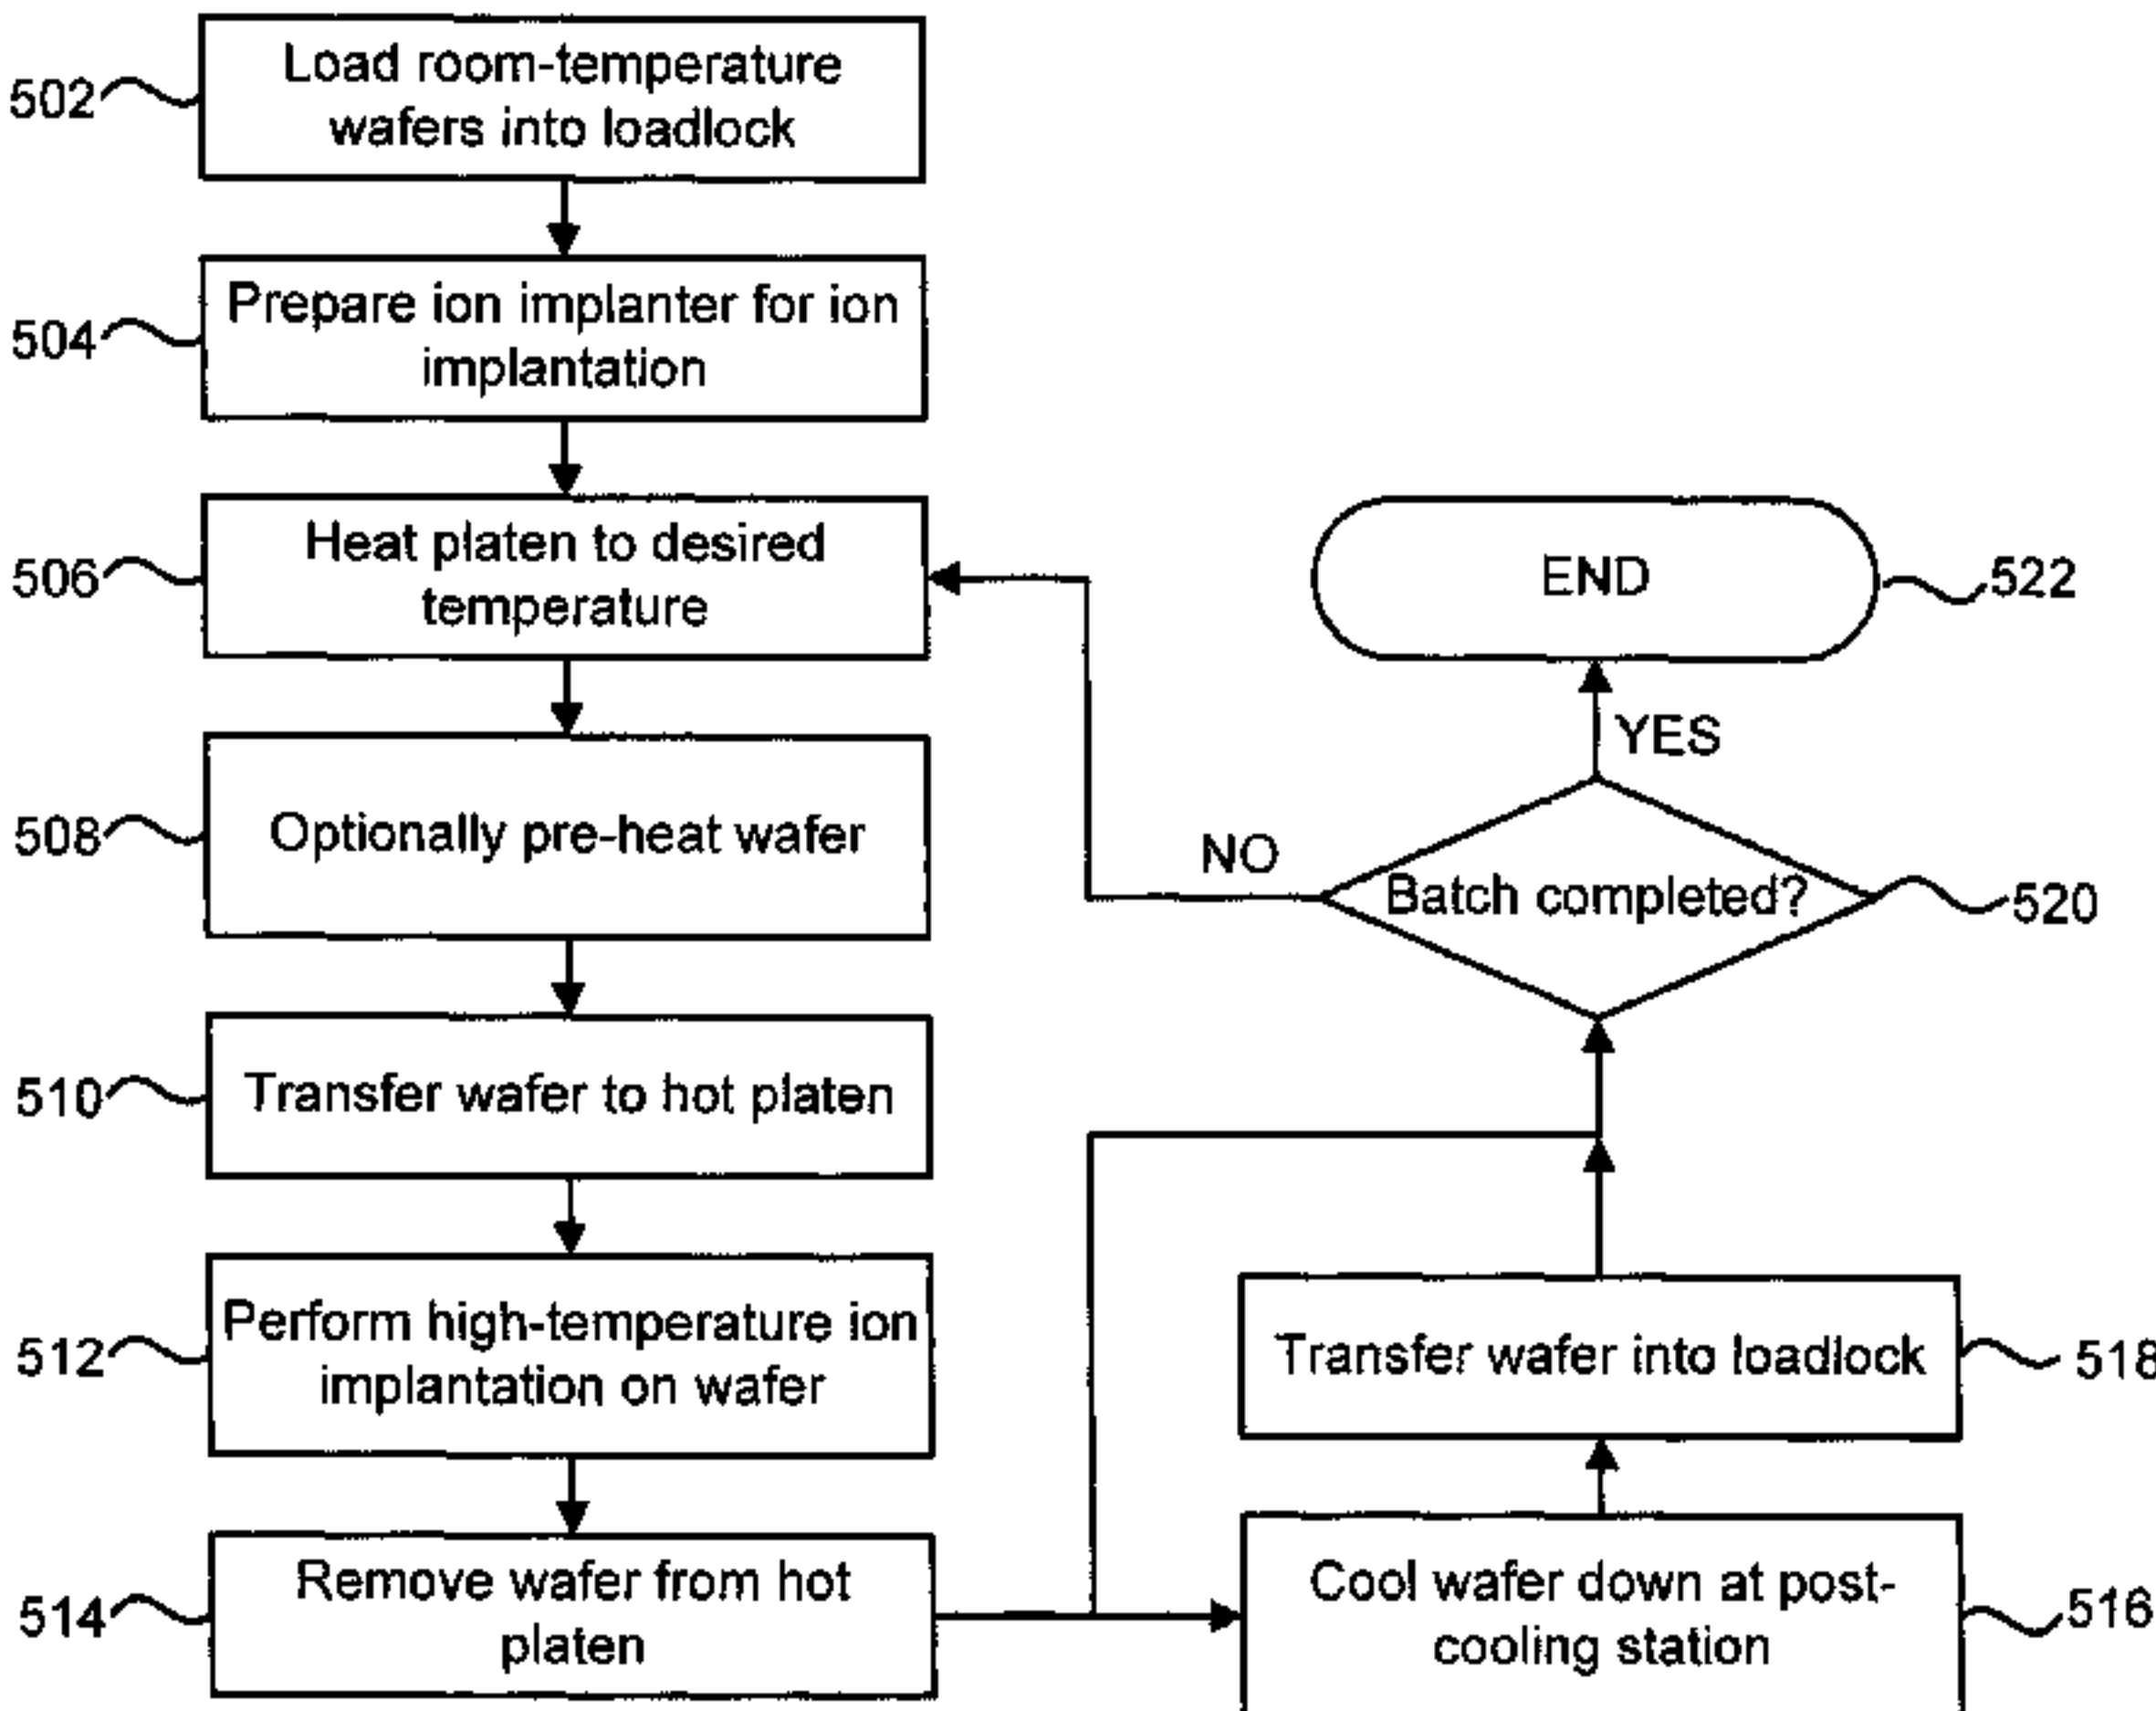 502
Load room-temperature
wafers into loadlock
504
Prepare ion implanter for ion
implantation
506
Heat platen to desired
temperature
508
Optionally pre-heat wafer
510
Transfer wafer to hot platen
512
Perform high-temperature ion
implantation on wafer
514
Remove wafer from hot
platen
Cool wafer down at post-
cooling station
516
Transfer wafer into loadlock
518
Batch completed?
520
NO
YES
END
522